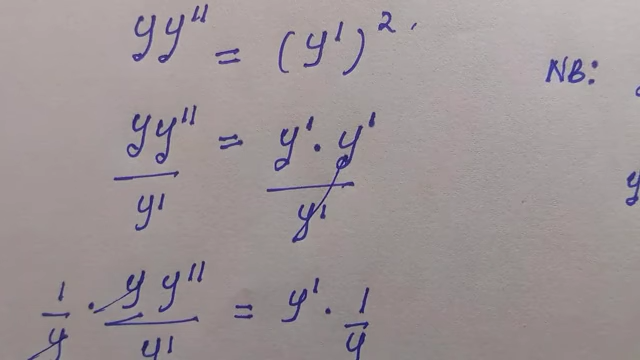 yy'' = (y')².
NB:
yy''/y' = y'·y'/y'
y
1/y · yy''/y' = y'·1/y